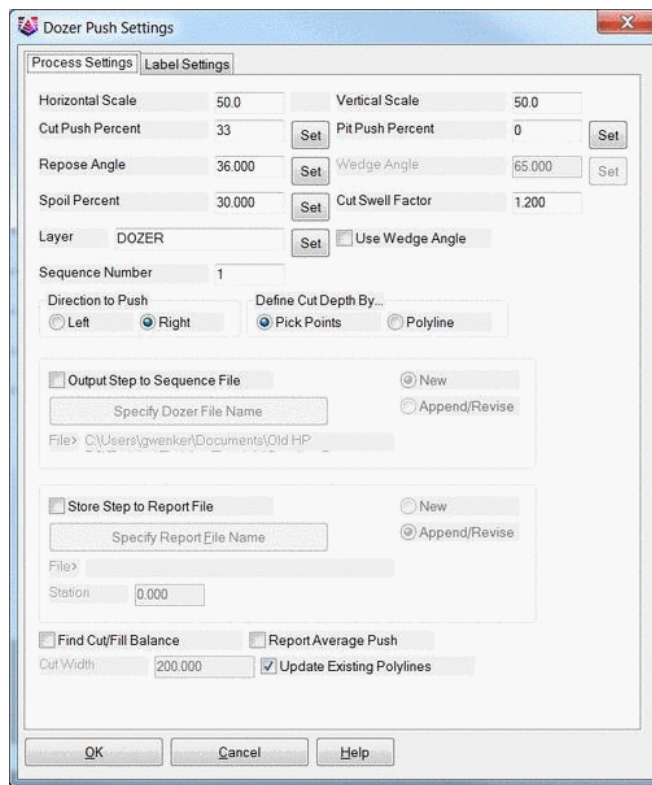 Dozer Push Settings
Process Settings Label Settings
Horizontal Scale 50.0 Vertical Scale 50.0
Cut Push Percent 33 Set Pit Push Percent 0 Set
Repose Angle 36.000 Set Wedge Angle 65.000 Set
Spoil Percent 30.000 Set Cut Swell Factor 1.200
Layer DOZER Set Use Wedge Angle
Sequence Number 1
Direction to Push Define Cut Depth By...
Left Right Pick Points Polyline
Output Step to Sequence File New
Specify Dozer File Name Append/Revise
File> C:\Users\gwenker\Documents\Old HP
Store Step to Report File New
Specify Report File Name Append/Revise
File>
Station 0.000
Find Cut/Fill Balance Report Average Push
Cut Width 200.000 Update Existing Polylines
OK Cancel Help